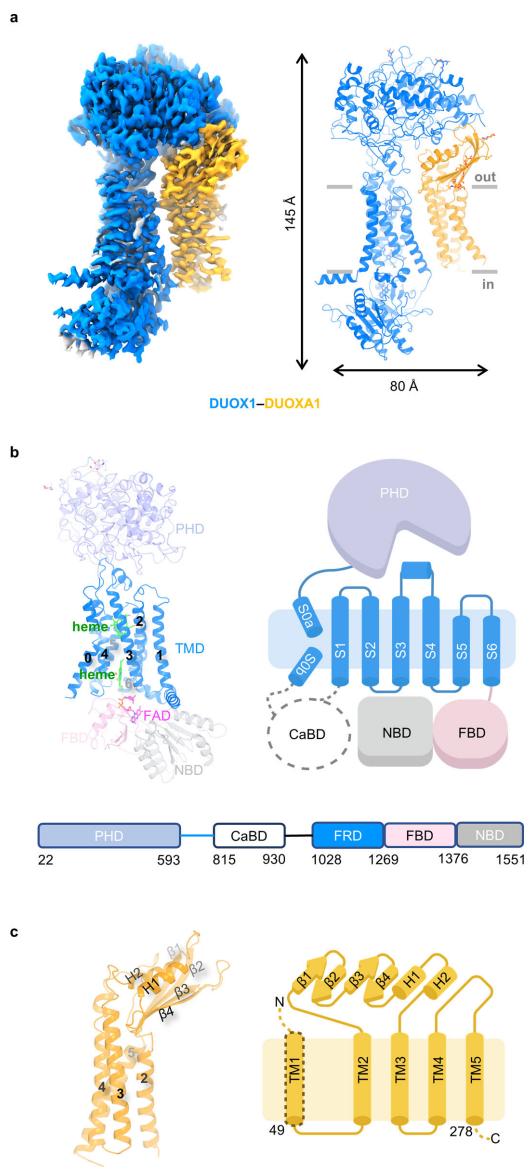 a
145 Å
out
in
80 Å
DUOX1–DUOXA1
b
PHD
PHD
heme
2
TMD
0
4
3
1
heme
6
FAD
FBD
NBD
S0a
S0b
S1
S2
S3
S4
S5
S6
CaBD
NBD
FBD
PHD
CaBD
FRD
FBD
NBD
22
593
815
930
1028
1269
1376
1551
c
β1
H2
β2
H1
β3
β4
5
2
4
3
β1
β2
β3
β4
H1
H2
N
TM1
TM2
TM3
TM4
TM5
49
278
C